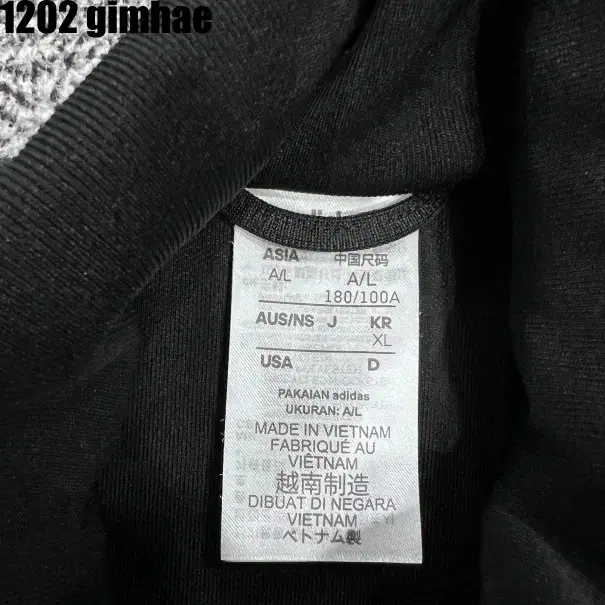 1202 gimhae
ASIA 中国尺码
A/L A/L
180/100A
AUS/NS J KR
XL
USA D
PAKAIAN adidas
UKURAN: A/L
MADE IN VIETNAM
FABRIQUÉ AU
VIÊTNAM
越南制造
DIBUAT DI NEGARA
VIETNAM
ベトナム製